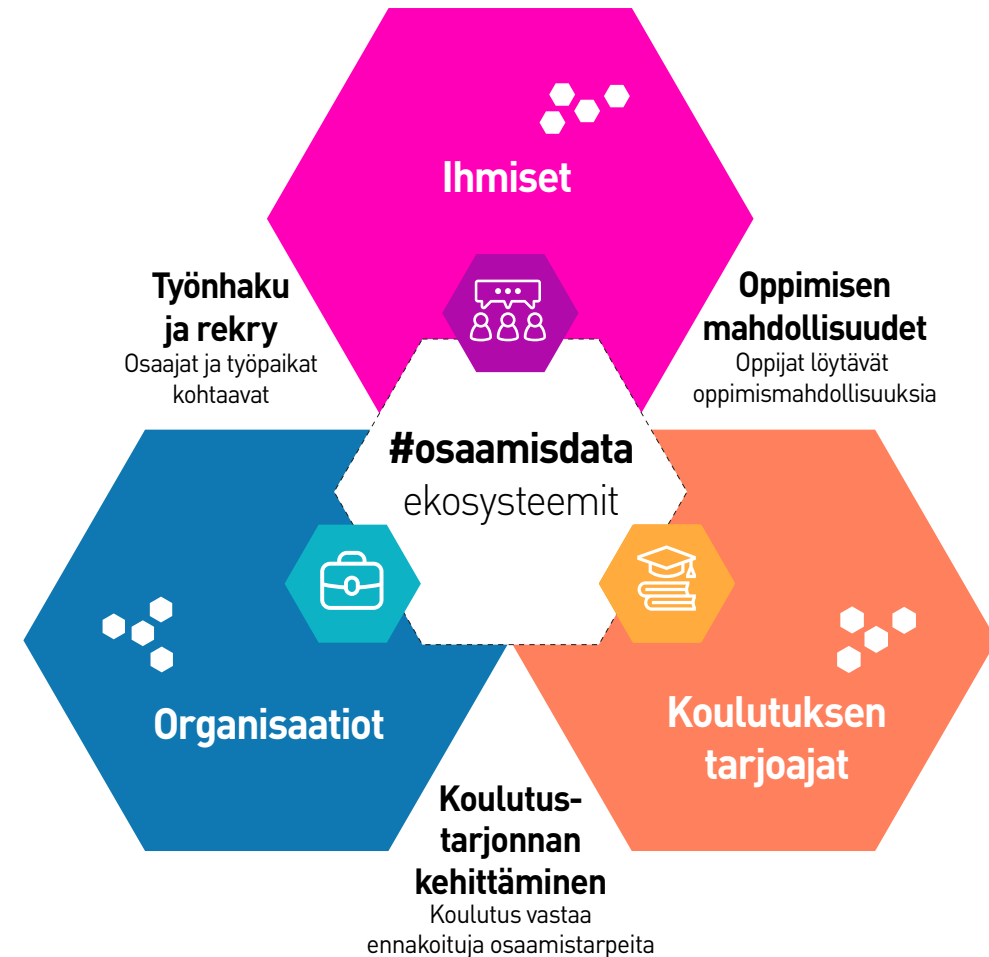 Ihmiset
Työnhaku
ja rekry
Osaajat ja työpaikat
kohtaavat
Oppimisen
mahdollisuudet
Oppijat löytävät
oppimismahdollisuuksia
#osaamisdata
ekosysteemit
Organisaatiot
Koulutuksen
tarjoajat
Koulutus-
tarjonnan
kehittäminen
Koulutus vastaa
ennakoituja osaamistarpeita